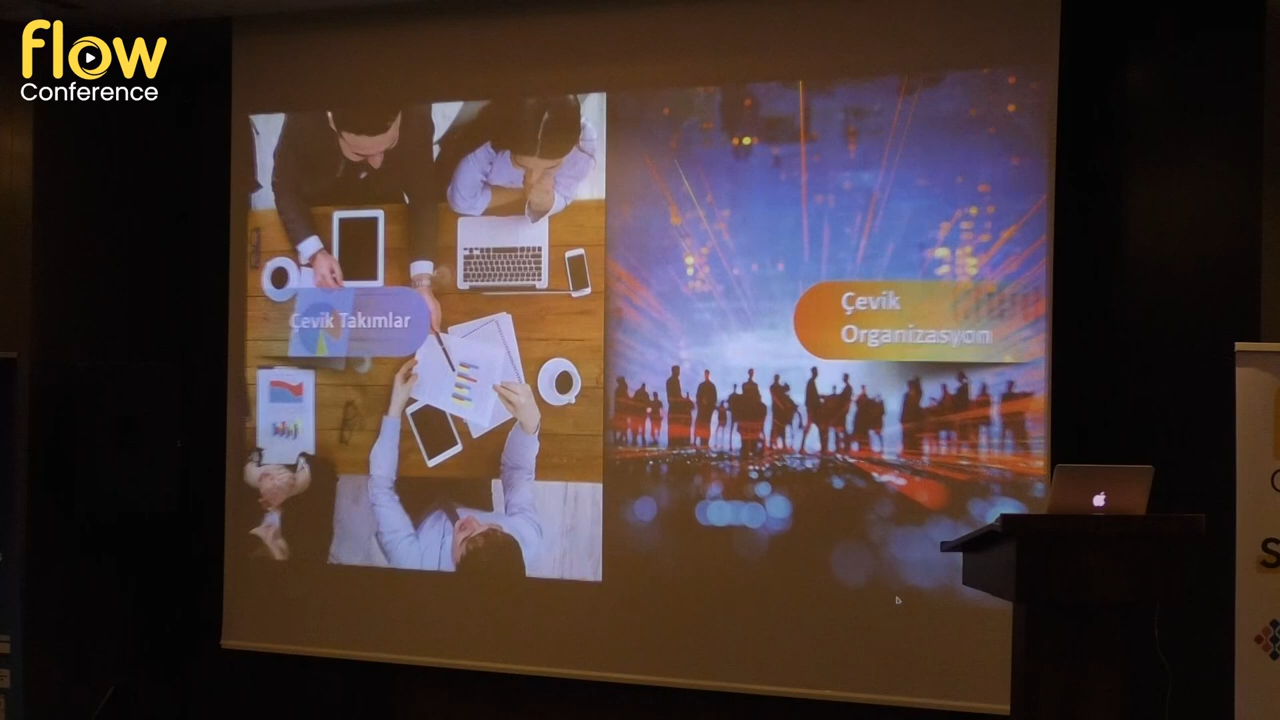 flow
Conference
Çevik Takımlar
Çevik
Organizasyon